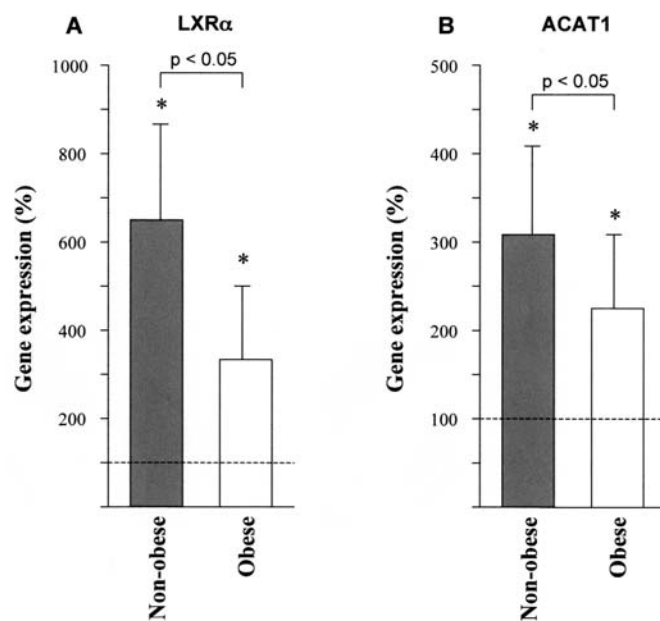 A
LXRα
p < 0.05
1000
800
600
400
200
Gene expression (%)
*
*
Non-obese
Obese
B
ACAT1
p < 0.05
500
400
300
200
100
Gene expression (%)
*
*
Non-obese
Obese